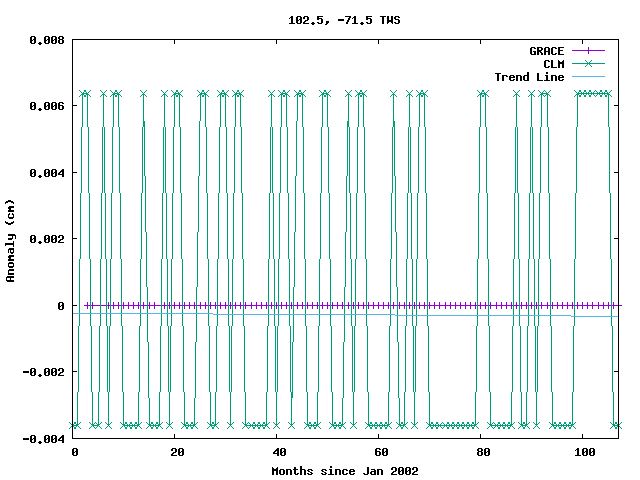 102.5, -71.5 TWS
0.008
GRACE
CLM
Trend Line
0.006
0.004
0.002
Anomaly (cm)
0
-0.002
-0.004
0 20 40 60 80 100
Months since Jan 2002